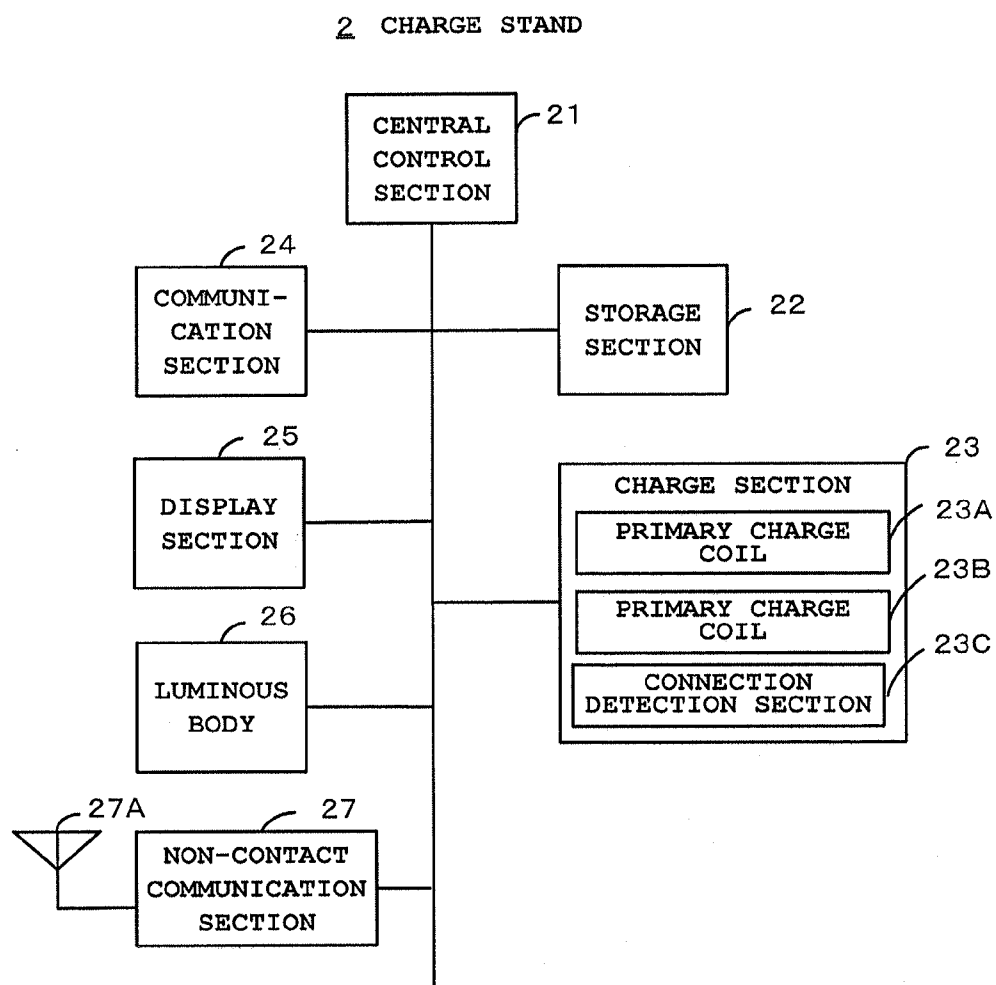 2 CHARGE STAND
21
CENTRAL
CONTROL
SECTION
24
COMMUNI-
CATION
SECTION
22
STORAGE
SECTION
25
DISPLAY
SECTION
23
CHARGE SECTION
23A
PRIMARY CHARGE
COIL
23B
PRIMARY CHARGE
COIL
23C
CONNECTION
DETECTION SECTION
26
LUMINOUS
BODY
27A
27
NON-CONTACT
COMMUNICATION
SECTION